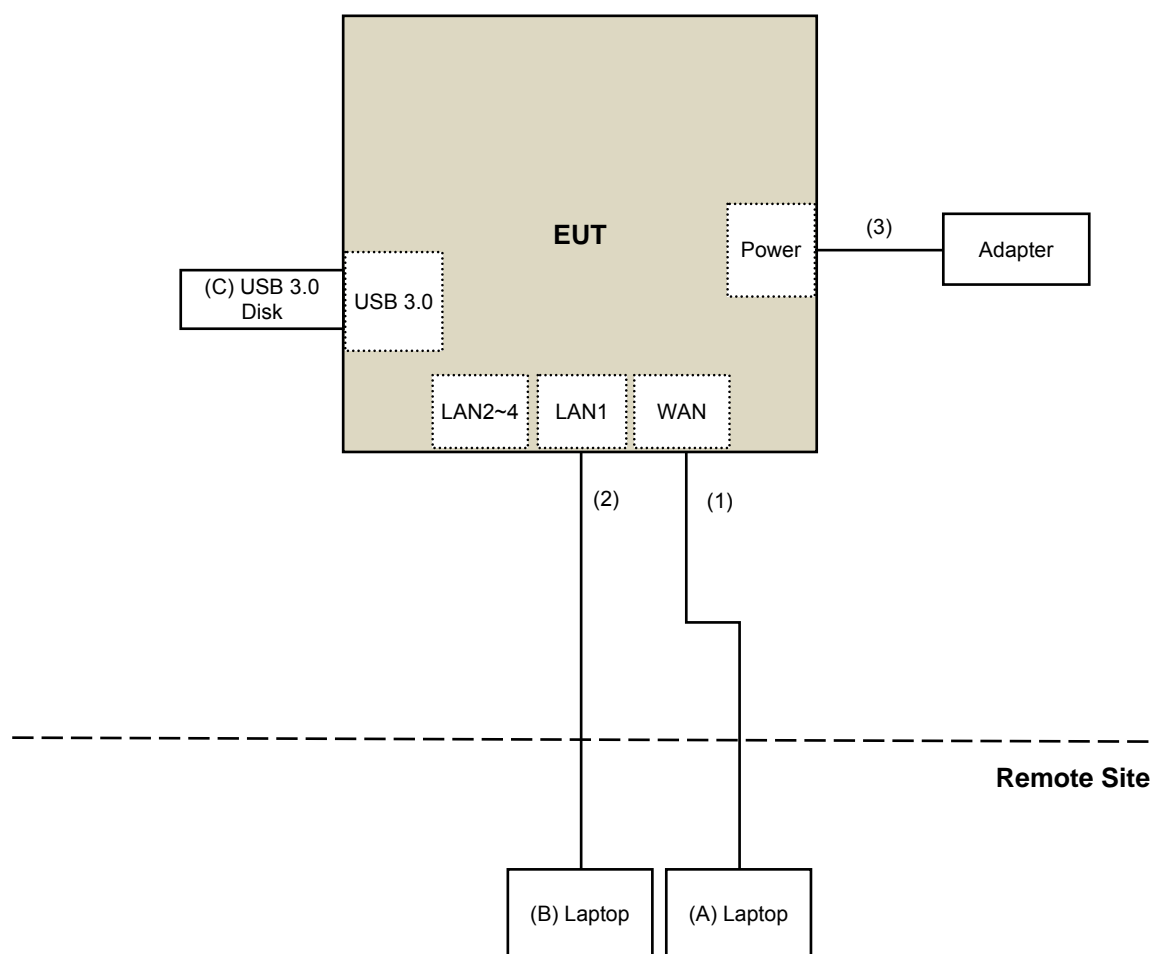 EUT
Power
(3)
Adapter
(C) USB 3.0
Disk
USB 3.0
LAN2~4
LAN1
WAN
(2)
(1)
Remote Site
(B) Laptop
(A) Laptop